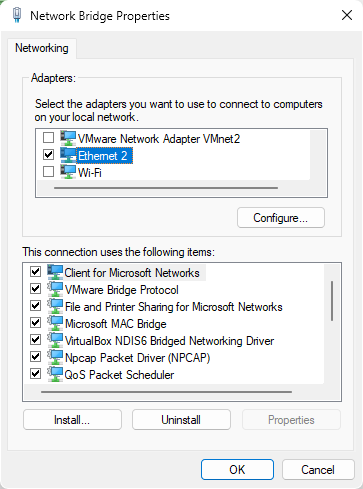 Network Bridge Properties
Networking
Adapters:
Select the adapters you want to use to connect to computers
on your local network.
VMware Network Adapter VMnet2
Ethernet 2
Wi-Fi
Configure...
This connection uses the following items:
Client for Microsoft Networks
VMware Bridge Protocol
File and Printer Sharing for Microsoft Networks
Microsoft MAC Bridge
VirtualBox NDIS6 Bridged Networking Driver
Npcap Packet Driver (NPCAP)
QoS Packet Scheduler
Install...
Uninstall
Properties
OK
Cancel